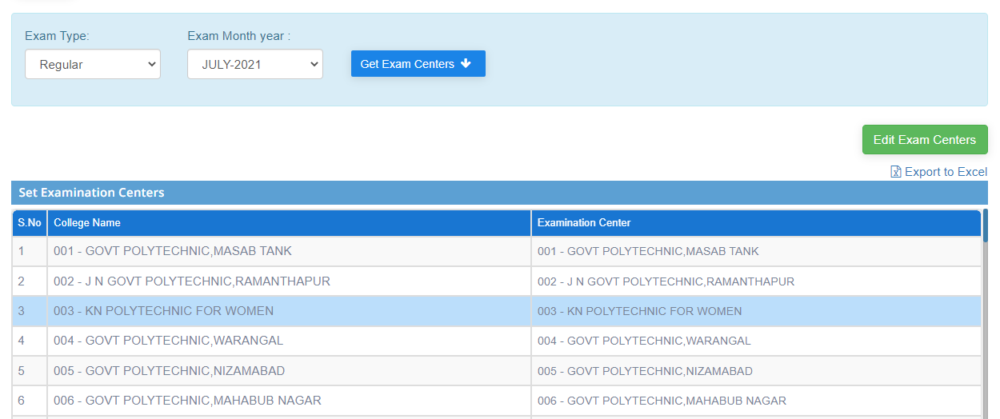 Exam Type:
Exam Month year :
Regular
JULY-2021
Get Exam Centers
Edit Exam Centers
Export to Excel
Set Examination Centers
S.No College Name Examination Center
1 001 - GOVT POLYTECHNIC,MASAB TANK 001 - GOVT POLYTECHNIC,MASAB TANK
2 002 - J N GOVT POLYTECHNIC,RAMANTHAPUR 002 - J N GOVT POLYTECHNIC,RAMANTHAPUR
3 003 - KN POLYTECHNIC FOR WOMEN 003 - KN POLYTECHNIC FOR WOMEN
4 004 - GOVT POLYTECHNIC,WARANGAL 004 - GOVT POLYTECHNIC,WARANGAL
5 005 - GOVT POLYTECHNIC,NIZAMABAD 005 - GOVT POLYTECHNIC,NIZAMABAD
6 006 - GOVT POLYTECHNIC,MAHABUB NAGAR 006 - GOVT POLYTECHNIC,MAHABUB NAGAR